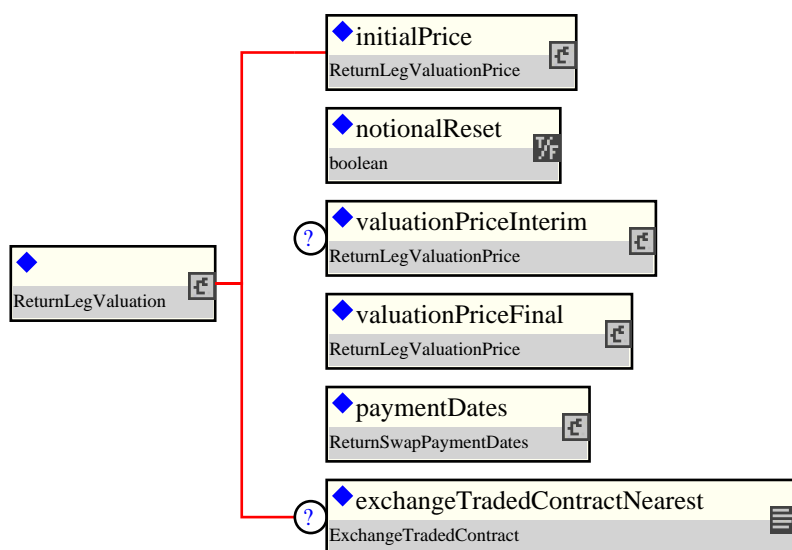 initialPrice
ReturnLegValuationPrice
notionalReset
T/F
boolean
?
valuationPriceInterim
ReturnLegValuationPrice
ReturnLegValuation
valuationPriceFinal
ReturnLegValuationPrice
paymentDates
ReturnSwapPaymentDates
?
exchangeTradedContractNearest
ExchangeTradedContract